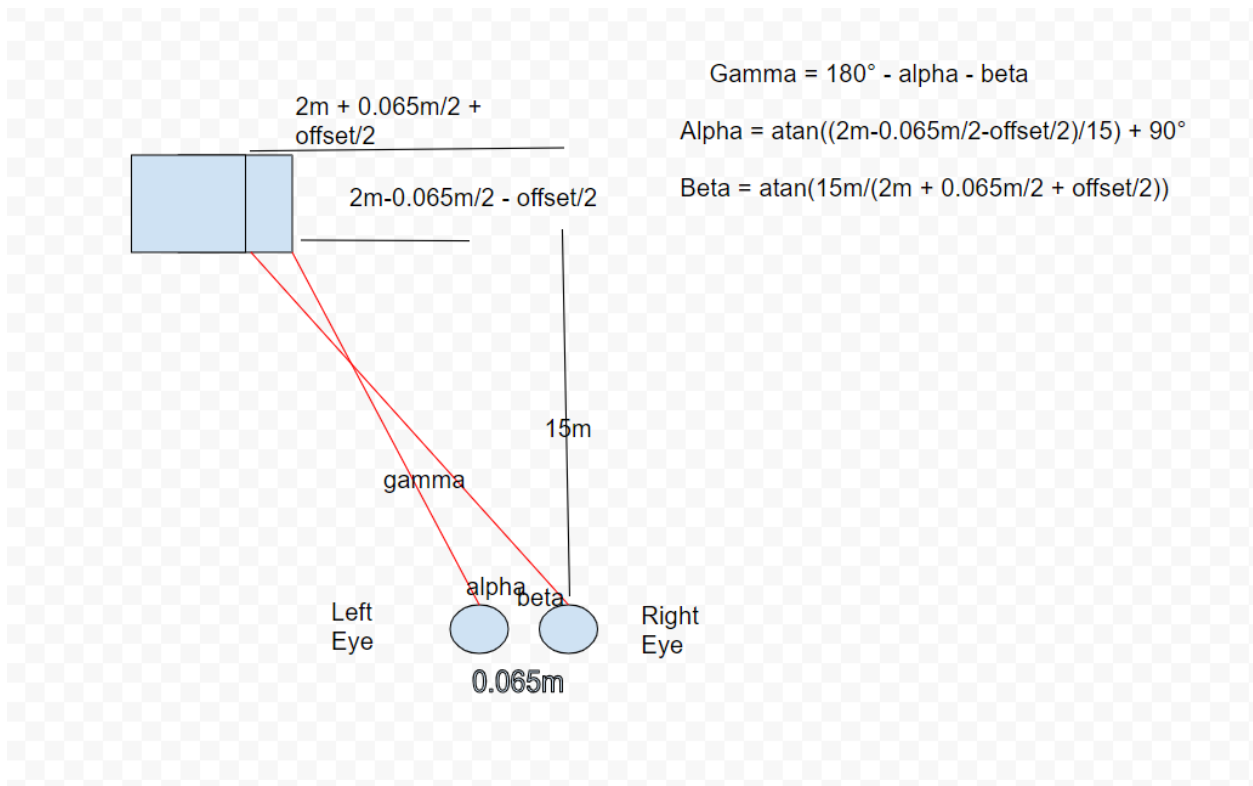 Gamma = 180° - alpha - beta
2m + 0.065m/2 +
offset/2
Alpha = atan((2m-0.065m/2-offset/2)/15) + 90°
2m-0.065m/2 - offset/2
Beta = atan(15m/(2m + 0.065m/2 + offset/2))
15m
gamma
alpha
beta
Left
Eye
Right
Eye
0.065m